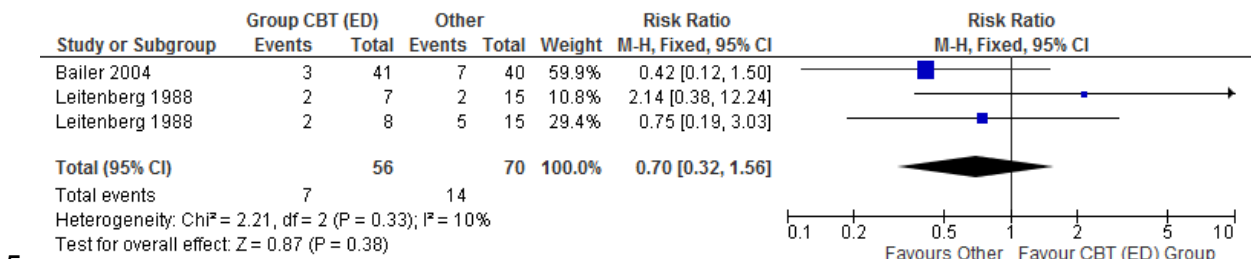 Group CBT (ED) Other Risk Ratio Risk Ratio
Study or Subgroup Events Total Events Total Weight M-H, Fixed, 95% CI M-H, Fixed, 95% CI
Bailer 2004 3 41 7 40 59.9% 0.42 [0.12, 1.50]
Leitenberg 1988 2 7 2 15 10.8% 2.14 [0.38, 12.24]
Leitenberg 1988 2 8 5 15 29.4% 0.75 [0.19, 3.03]
Total (95% CI) 56 70 100.0% 0.70 [0.32, 1.56]
Total events 7 14
Heterogeneity: Chi² = 2.21, df = 2 (P = 0.33); I² = 10%
Test for overall effect: Z = 0.87 (P = 0.38)
0.1 0.2 0.5 1 2 5 10
Favours Other Favour CBT (ED) Group